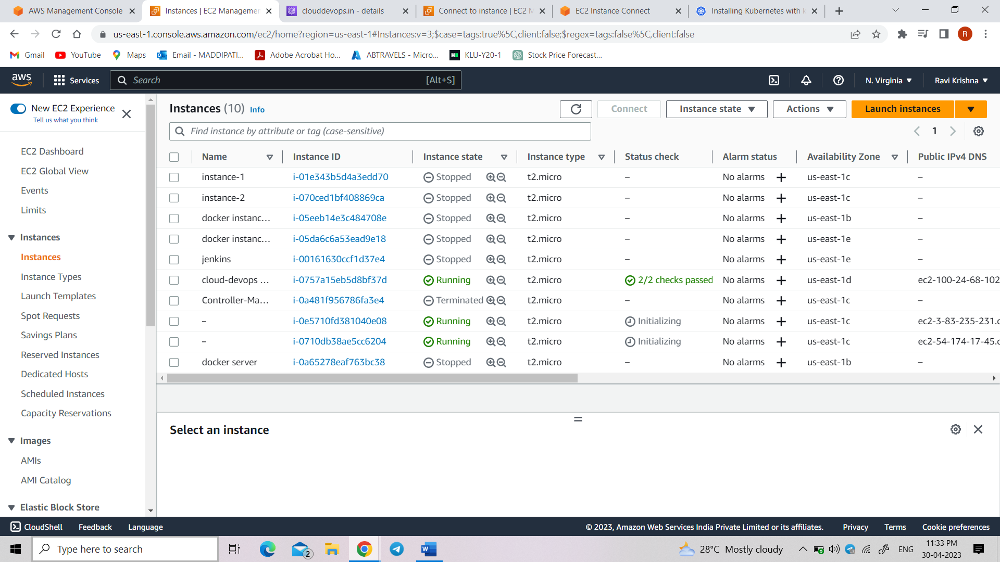 AWS Management Console
Instances | EC2 Managemen
clouddevops.in - details
Connect to instance | EC2 M
EC2 Instance Connect
Installing Kubernetes with k
us-east-1.console.aws.amazon.com/ec2/home?region=us-east-1#Instances:v=3;$case=tags:true%5C,client:false;$regex=tags:false%5C,client:false
R
Gmail
YouTube
Maps
Email - MADDIPATI...
Adobe Acrobat Ho...
ABTRAVELS - Micro...
KLU-Y20-1
Stock Price Forecast...
aws
Services
Search
[Alt+S]
N. Virginia
Ravi Krishna
New EC2 Experience
Tell us what you think
EC2 Dashboard
EC2 Global View
Events
Limits
Instances
Instances
Instance Types
Launch Templates
Spot Requests
Savings Plans
Reserved Instances
Dedicated Hosts
Scheduled Instances
Capacity Reservations
Images
AMIs
AMI Catalog
Elastic Block Store
Instances (10) Info
Connect
Instance state
Actions
Launch instances
Find instance by attribute or tag (case-sensitive)
1
Name Instance ID Instance state Instance type Status check Alarm status Availability Zone Public IPv4 DNS
instance-1 i-01e343b5d4a3edd70 Stopped t2.micro – No alarms us-east-1c –
instance-2 i-070ced1bf408869ca Stopped t2.micro – No alarms us-east-1c –
docker instanc... i-05eeb14e3c484708e Stopped t2.micro – No alarms us-east-1b –
docker instanc... i-05da6c6a53ead9e18 Stopped t2.micro – No alarms us-east-1e –
jenkins i-00161630ccf1d37e4 Stopped t2.micro – No alarms us-east-1e –
cloud-devops ... i-0757a15eb5d8bf37d Running t2.micro 2/2 checks passed No alarms us-east-1d ec2-100-24-68-102
Controller-Ma... i-0a481f956786fa3e4 Terminated t2.micro – No alarms us-east-1c –
– i-0e5710fd381040e08 Running t2.micro Initializing No alarms us-east-1c ec2-3-83-235-231.c
– i-0710db38ae5cc6204 Running t2.micro Initializing No alarms us-east-1c ec2-54-174-17-45.c
docker server i-0a65278eaf763bc38 Stopped t2.micro – No alarms us-east-1b –
Select an instance
CloudShell
Feedback
Language
© 2023, Amazon Web Services India Private Limited or its affiliates.
Privacy
Terms
Cookie preferences
Type here to search
2
28°C Mostly cloudy
ENG
11:33 PM
30-04-2023